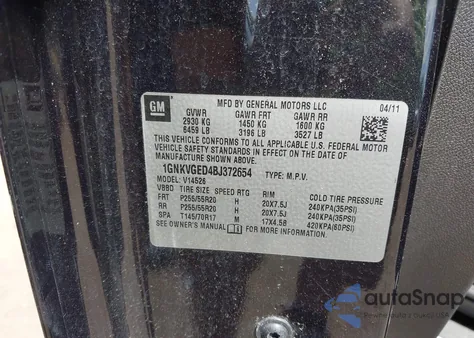 GM
MFD BY GENERAL MOTORS LLC 04/11
GVWR GAWR FRT GAWR RR
2930 KG 1450 KG 1600 KG
6459 LB 3196 LB 3527 LB
THIS VEHICLE CONFORMS TO ALL APPLICABLE U.S. FEDERAL MOTOR
VEHICLE SAFETY STANDARDS IN EFFECT ON THE DATE OF
MANUFACTURE SHOWN ABOVE.
1GNKVGED4BJ372654 TYPE: M.P.V.
MODEL: V14526
VBBD TIRE SIZE SPEED RTG RIM COLD TIRE PRESSURE
FRT P255/55R20 H 20X7.5J 240KPA(35PSI)
RR P255/55R20 H 20X7.5J 240KPA(35PSI)
SPA T145/70R17 M 17X4.5B 420KPA(60PSI)
SEE OWNER'S MANUAL FOR MORE INFORMATION.
autoSnap
Pewne auta z USA